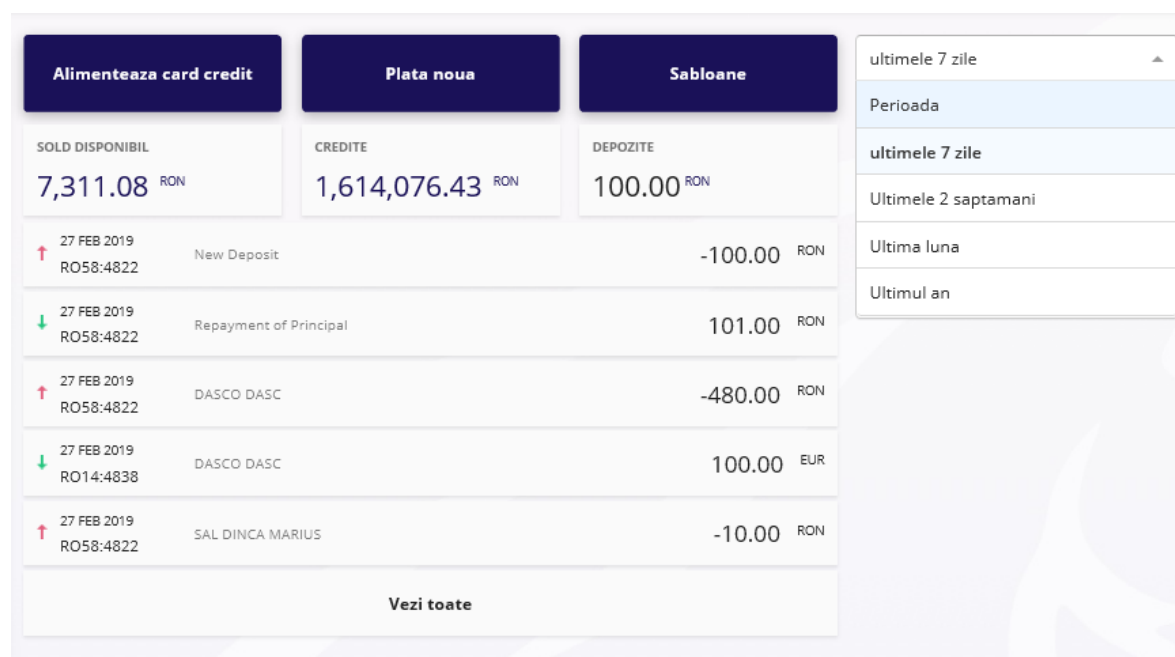 Alimenteaza card credit
Plata noua
Sabloane
SOLD DISPONIBIL
7,311.08 RON
CREDITE
1,614,076.43 RON
DEPOZITE
100.00 RON
27 FEB 2019
RO58:4822
New Deposit
-100.00 RON
27 FEB 2019
RO58:4822
Repayment of Principal
101.00 RON
27 FEB 2019
RO58:4822
DASCO DASC
-480.00 RON
27 FEB 2019
RO14:4838
DASCO DASC
100.00 EUR
27 FEB 2019
RO58:4822
SAL DINCA MARIUS
-10.00 RON
Vezi toate
ultimele 7 zile
Perioada
ultimele 7 zile
Ultimele 2 saptamani
Ultima luna
Ultimul an